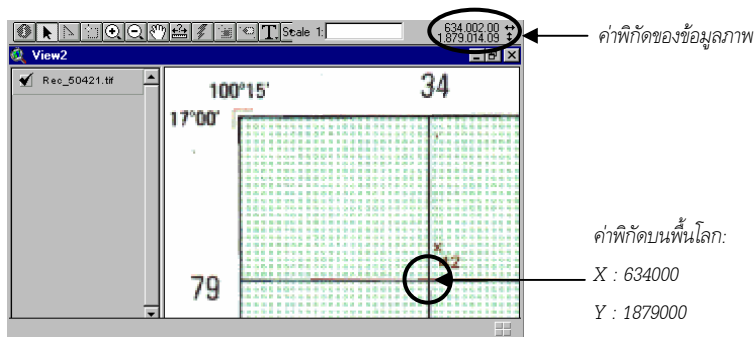 Scale 1:
634,002.00
1,879,014.09
ค่าพิกัดของข้อมูลภาพ
View2
Rec_50421.tif
100°15'
34
17°00'
ค่าพิกัดบนพื้นโลก:
X : 634000
79
Y : 1879000